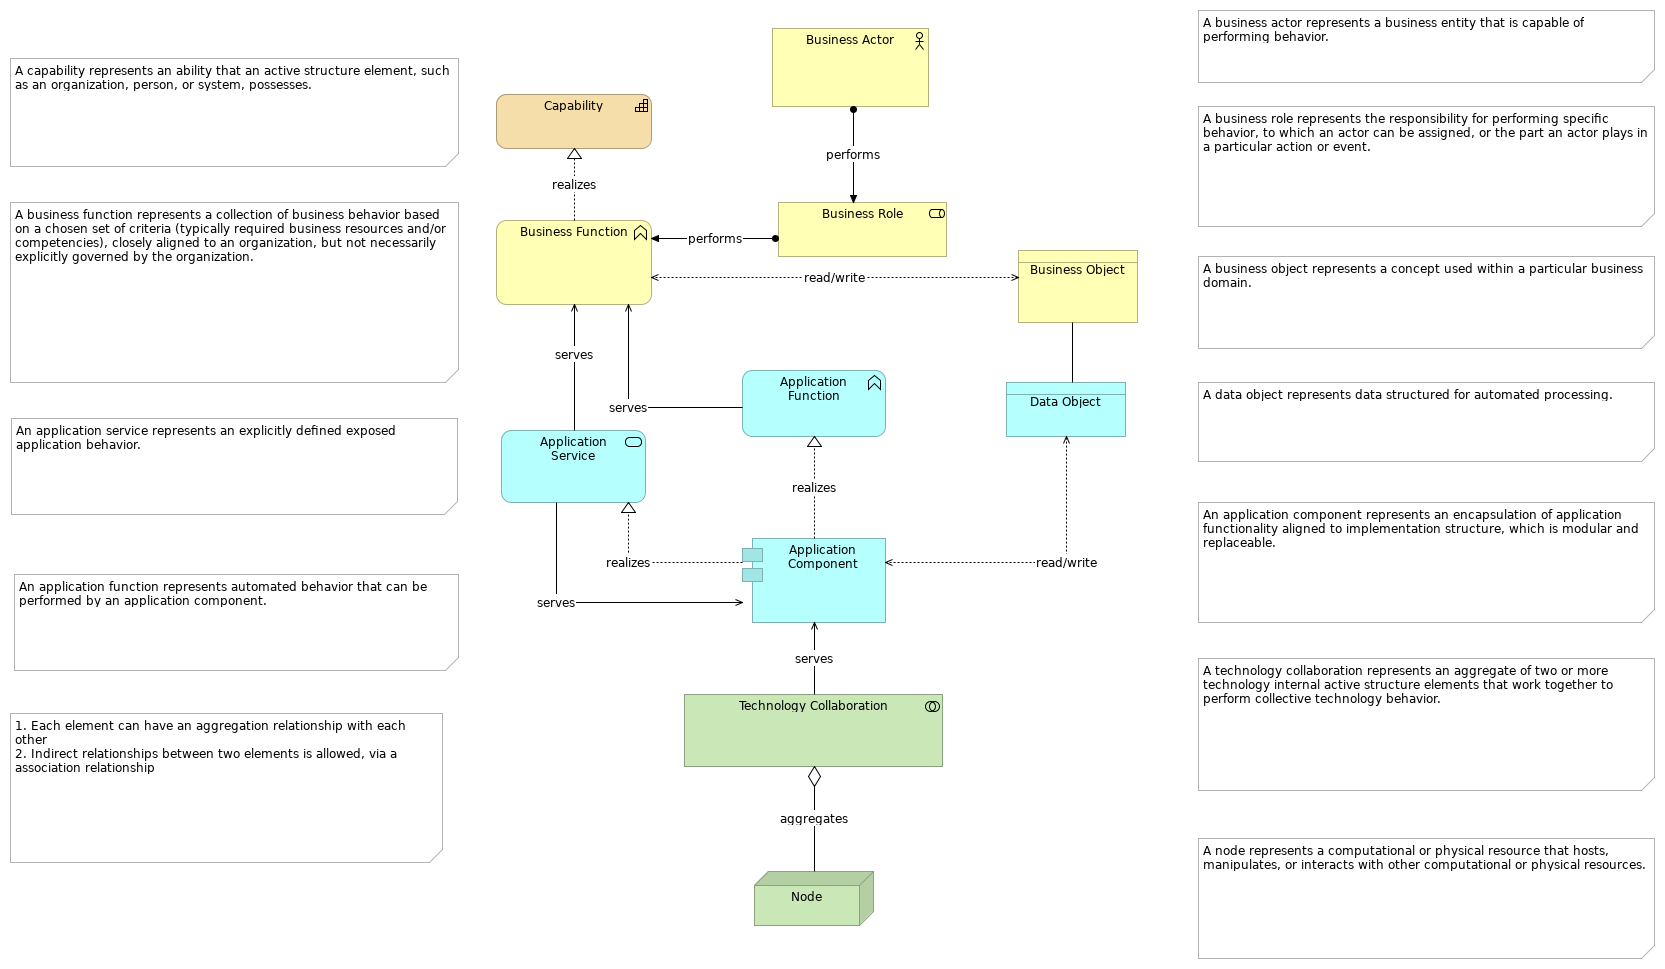 A capability represents an ability that an active structure element, such
as an organization, person, or system, possesses.
A business function represents a collection of business behavior based
on a chosen set of criteria (typically required business resources and/or
competencies), closely aligned to an organization, but not necessarily
explicitly governed by the organization.
An application service represents an explicitly defined exposed
application behavior.
An application function represents automated behavior that can be
performed by an application component.
1. Each element can have an aggregation relationship with each
other
2. Indirect relationships between two elements is allowed, via a
association relationship
Business Actor
performs
Capability
realizes
Business Role
Business Function
performs
read/write
Business Object
serves
serves
Application
Function
Data Object
Application
Service
realizes
realizes
Application
Component
read/write
serves
serves
Technology Collaboration
aggregates
Node
A business actor represents a business entity that is capable of
performing behavior.
A business role represents the responsibility for performing specific
behavior, to which an actor can be assigned, or the part an actor plays in
a particular action or event.
A business object represents a concept used within a particular business
domain.
A data object represents data structured for automated processing.
An application component represents an encapsulation of application
functionality aligned to implementation structure, which is modular and
replaceable.
A technology collaboration represents an aggregate of two or more
technology internal active structure elements that work together to
perform collective technology behavior.
A node represents a computational or physical resource that hosts,
manipulates, or interacts with other computational or physical resources.